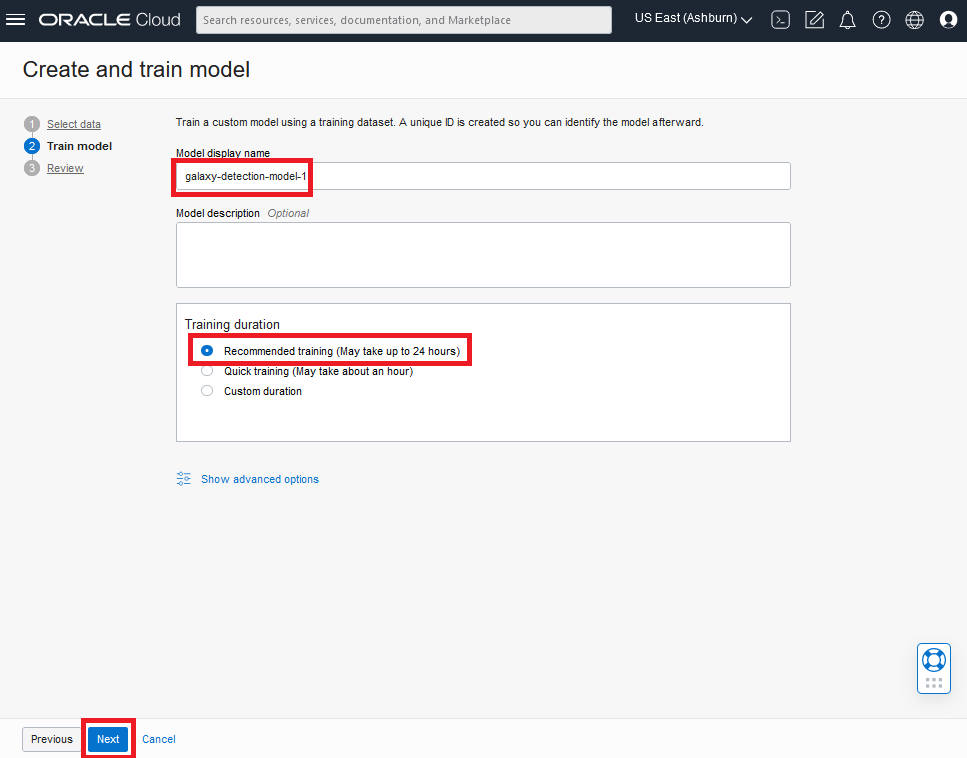 ORACLE Cloud
Search resources, services, documentation, and Marketplace
US East (Ashburn)
Create and train model
1 Select data
2 Train model
3 Review
Train a custom model using a training dataset. A unique ID is created so you can identify the model afterward.
Model display name
galaxy-detection-model-1
Model description Optional
Training duration
Recommended training (May take up to 24 hours)
Quick training (May take about an hour)
Custom duration
Show advanced options
Previous Next Cancel